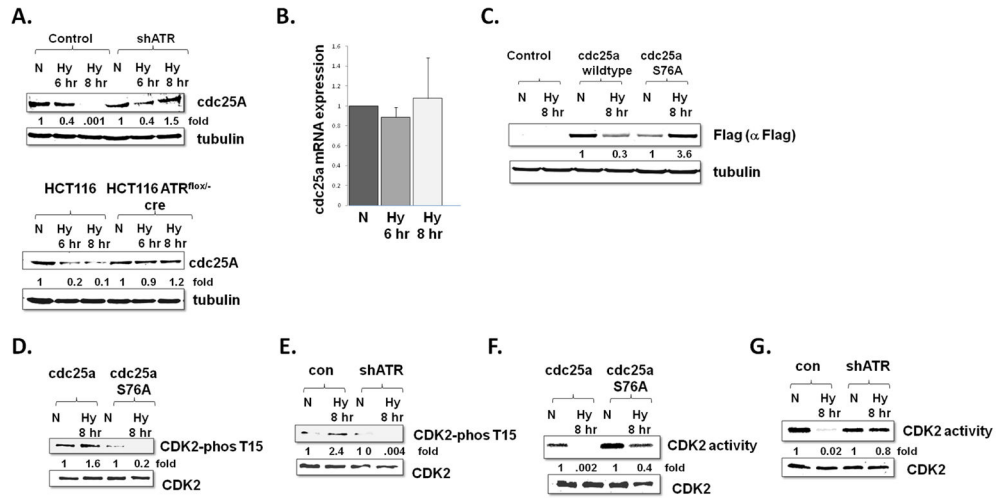 A.
Control shATR
N Hy 6 hr Hy 8 hr N Hy 6 hr Hy 8 hr
cdc25A
1 0.4 .001 1 0.4 1.5 fold
tubulin
HCT116 HCT116 ATRflox/- cre
N Hy 6 hr Hy 8 hr N Hy 6 hr Hy 8 hr
cdc25A
1 0.2 0.1 1 0.9 1.2 fold
tubulin
B.
cdc25a mRNA expression
1.6
1.4
1.2
1
0.8
0.6
0.4
0.2
0
N Hy 6 hr Hy 8 hr
C.
Control cdc25a wildtype cdc25a S76A
N Hy 8 hr N Hy 8 hr N Hy 8 hr
Flag (α Flag)
1 0.3 1 3.6
tubulin
D.
cdc25a cdc25a S76A
N Hy 8 hr N Hy 8 hr
CDK2-phos T15
1 1.6 1 0.2 fold
CDK2
E.
con shATR
N Hy 8 hr N Hy 8 hr
CDK2-phos T15
1 2.4 1 0 .004 fold
CDK2
F.
cdc25a cdc25a S76A
N Hy 8 hr N Hy 8 hr
CDK2 activity
1 .002 1 0.4 fold
CDK2
G.
con shATR
N Hy 8 hr N Hy 8 hr
CDK2 activity
1 0.02 1 0.8 fold
CDK2